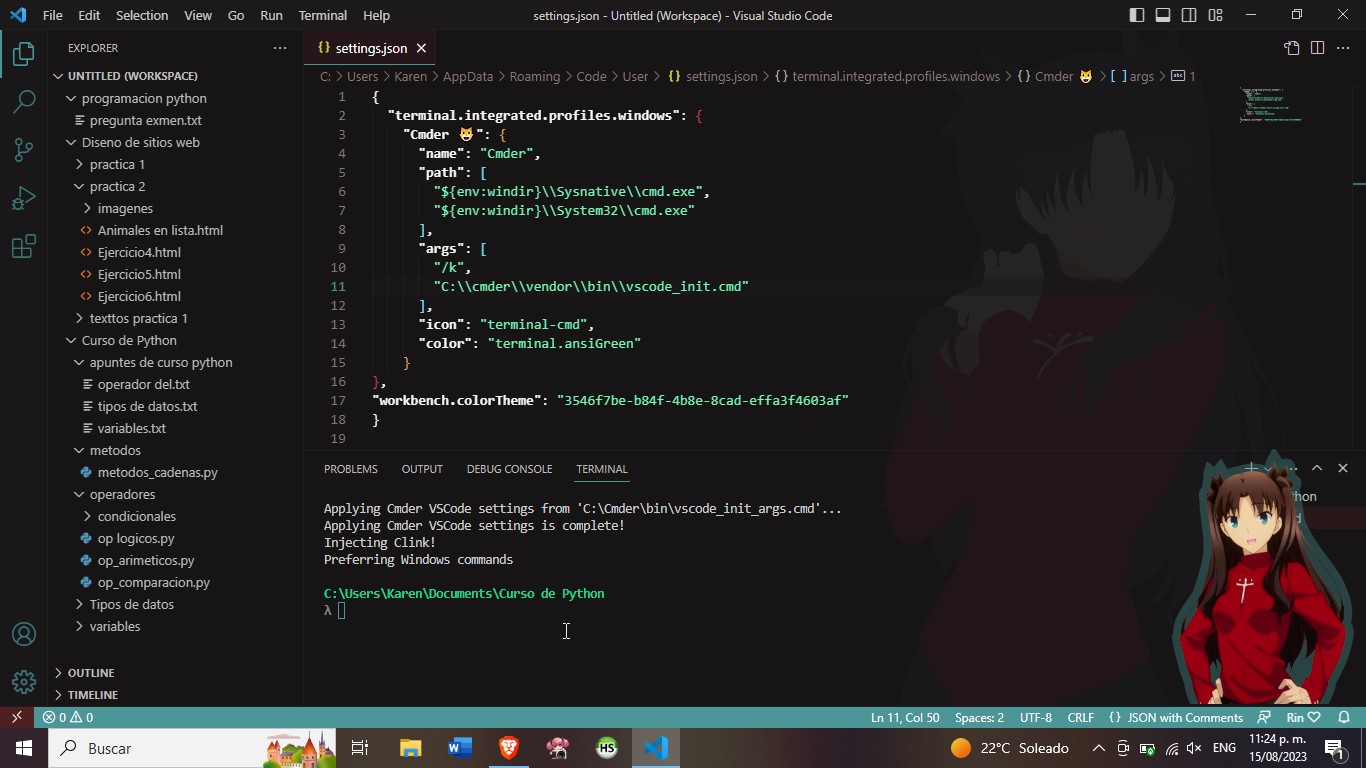 File Edit Selection View Go Run Terminal Help settings.json - Untitled (Workspace) - Visual Studio Code
EXPLORER
UNTITLED (WORKSPACE)
programacion python
pregunta exmen.txt
Diseno de sitios web
practica 1
practica 2
imagenes
Animales en lista.html
Ejercicio4.html
Ejercicio5.html
Ejercicio6.html
texttos practica 1
Curso de Python
apuntes de curso python
operador del.txt
tipos de datos.txt
variables.txt
metodos
metodos_cadenas.py
operadores
condicionales
op logicos.py
op_arimeticos.py
op_comparacion.py
Tipos de datos
variables
OUTLINE
TIMELINE
{} settings.json
C: > Users > Karen > AppData > Roaming > Code > User > {} settings.json > {} terminal.integrated.profiles.windows > {} Cmder 😺 > [ ] args > abc 1
1 {
2 "terminal.integrated.profiles.windows": {
3 "Cmder 😺": {
4 "name": "Cmder",
5 "path": [
6 "${env:windir}\\Sysnative\\cmd.exe",
7 "${env:windir}\\System32\\cmd.exe"
8 ],
9 "args": [
10 "/k",
11 "C:\\cmder\\vendor\\bin\\vscode_init.cmd"
12 ],
13 "icon": "terminal-cmd",
14 "color": "terminal.ansiGreen"
15 }
16 },
17 "workbench.colorTheme": "3546f7be-b84f-4b8e-8cad-effa3f4603af"
18 }
19
PROBLEMS OUTPUT DEBUG CONSOLE TERMINAL
Applying Cmder VSCode settings from 'C:\Cmder\bin\vscode_init_args.cmd'...
Applying Cmder VSCode settings is complete!
Injecting Clink!
Preferring Windows commands
C:\Users\Karen\Documents\Curso de Python
λ
0 0 Ln 11, Col 50 Spaces: 2 UTF-8 CRLF {} JSON with Comments Rin ♡
Buscar W HS 22°C Soleado ENG 11:24 p. m.
15/08/2023 1